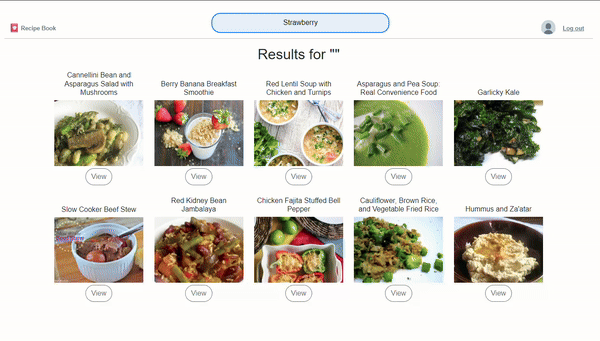 Strawberry
Recipe Book
Log out
Results for ""
Cannellini Bean and
Asparagus Salad with
Mushrooms
Berry Banana Breakfast
Smoothie
Red Lentil Soup with
Chicken and Turnips
Asparagus and Pea Soup:
Real Convenience Food
Garlicky Kale
View
View
View
View
View
Slow Cooker Beef Stew
Red Kidney Bean
Jambalaya
Chicken Fajita Stuffed Bell
Pepper
Cauliflower, Brown Rice,
and Vegetable Fried Rice
Hummus and Za'atar
View
View
View
View
View